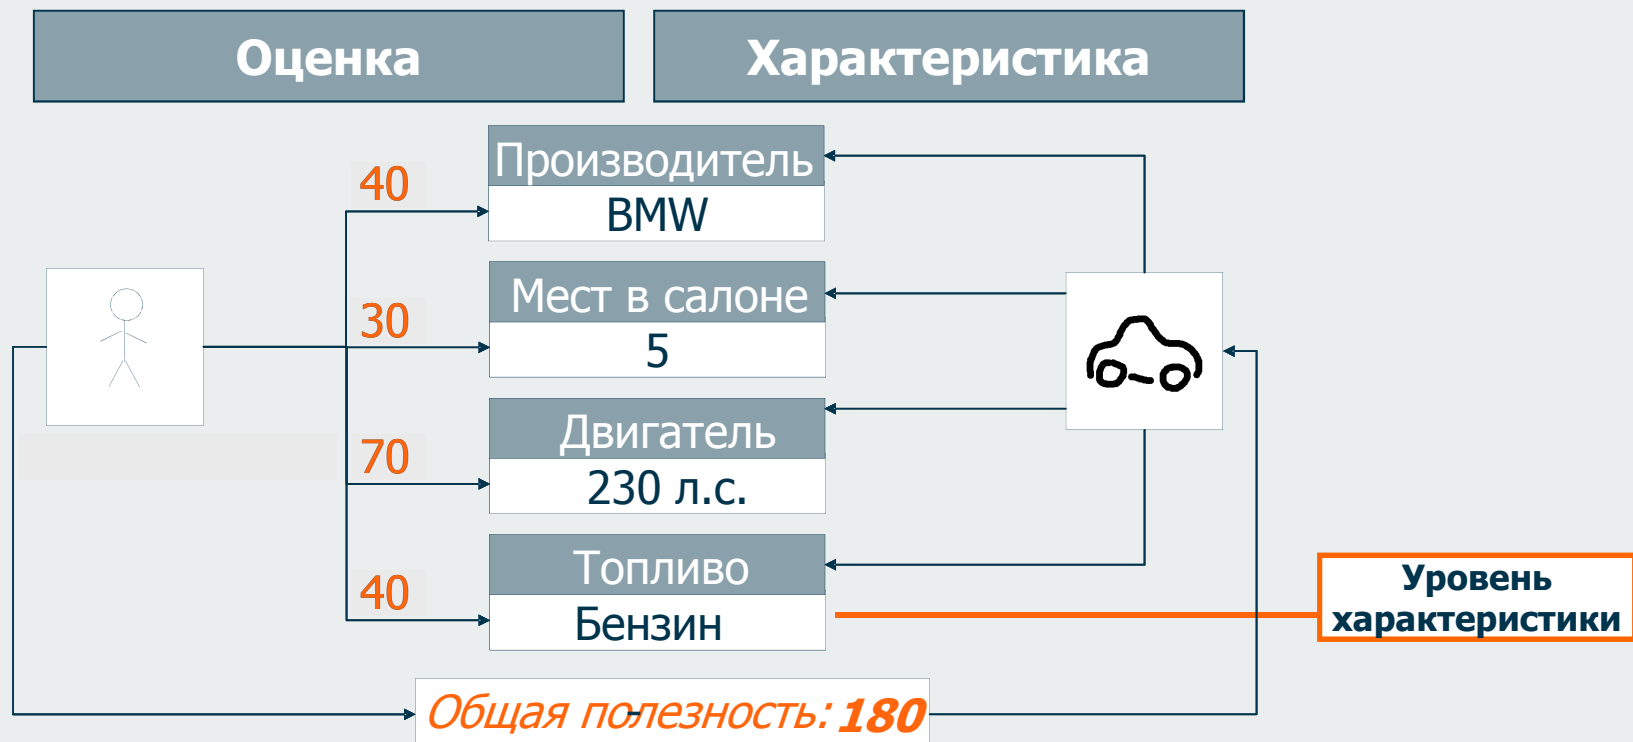 Оценка
Характеристика
Производитель
40
BMW
Мест в салоне
30
5
Двигатель
70
230 л.с.
Топливо
40
Бензин
Уровень
характеристики
Общая полезность: 180